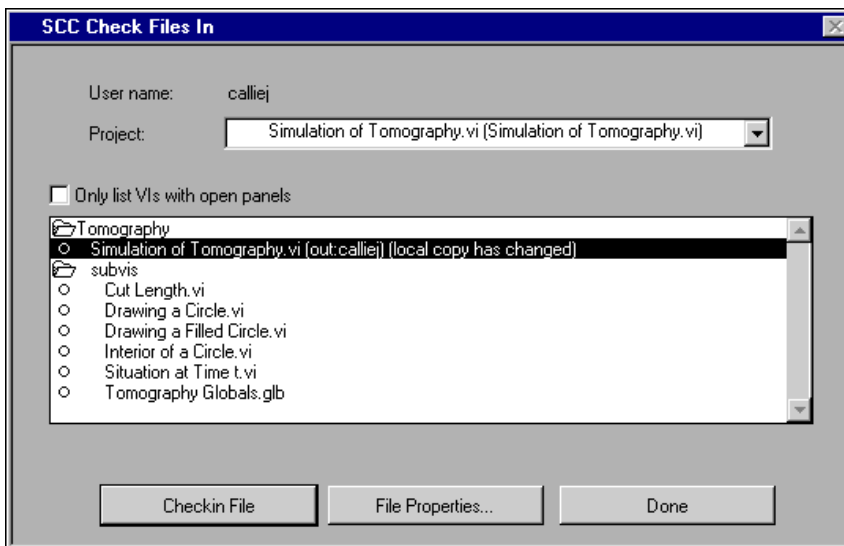 SCC Check Files In
User name: calliej
Project: Simulation of Tomography.vi (Simulation of Tomography.vi)
Only list VIs with open panels
Tomography
Simulation of Tomography.vi (out:calliej) (local copy has changed)
subvis
Cut Length.vi
Drawing a Circle.vi
Drawing a Filled Circle.vi
Interior of a Circle.vi
Situation at Time t.vi
Tomography Globals.glb
Checkin File File Properties... Done